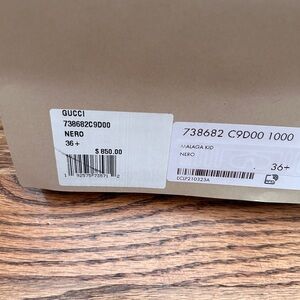 GUCCI
738682C9D00
NERO
36+
$ 850.00
738682 C9D00 1000
MALAGA KID
NERO
36+